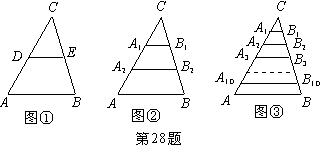 C
D E
A B
图①
C
A₁ B₁
A₂ B₂
A B
图②
C
A₁ B₁
A₂ B₂
A₃ B₃
A₁₀ B₁₀
A B
图③
第28题